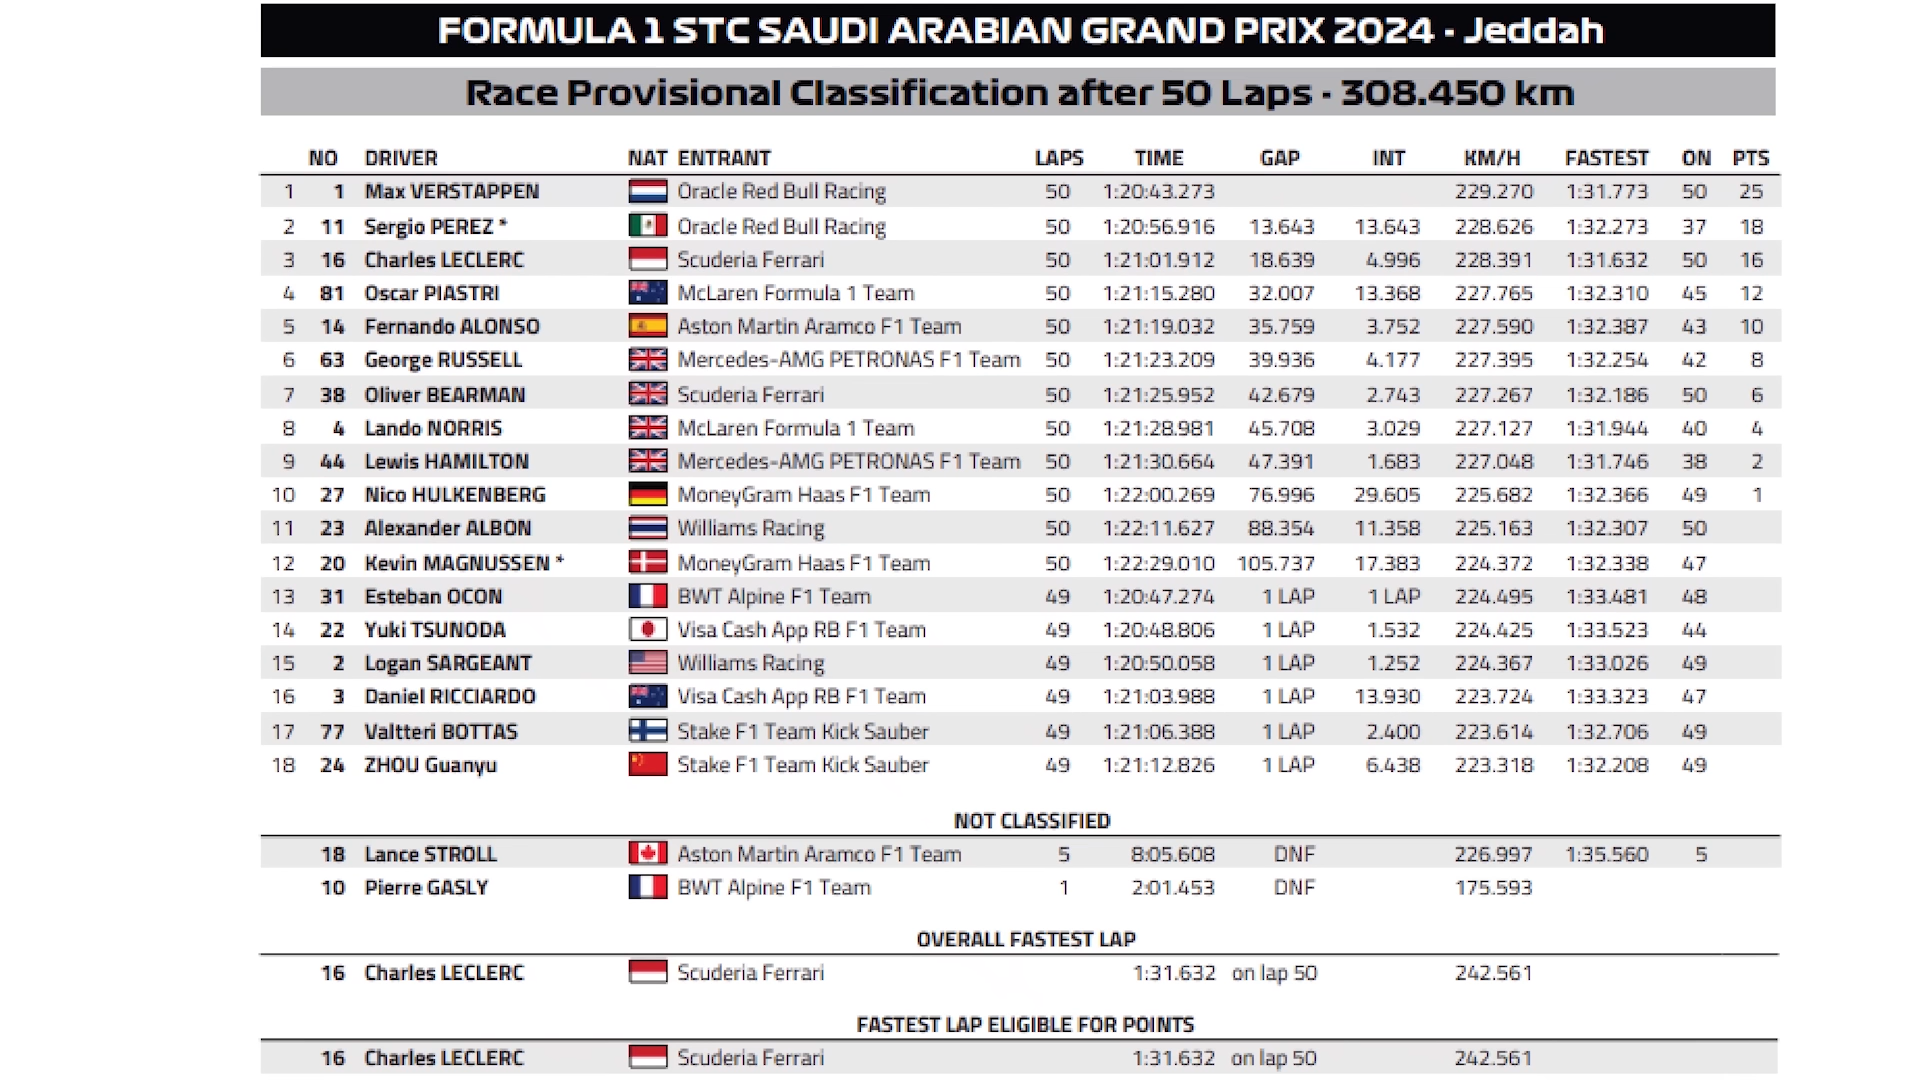 FORMULA 1 STC SAUDI ARABIAN GRAND PRIX 2024 - Jeddah
Race Provisional Classification after 50 Laps - 308.450 km
NO DRIVER NAT ENTRANT LAPS TIME GAP INT KM/H FASTEST ON PTS
1 1 Max VERSTAPPEN Oracle Red Bull Racing 50 1:20:43.273 229.270 1:31.773 50 25
2 11 Sergio PEREZ * Oracle Red Bull Racing 50 1:20:56.916 13.643 13.643 228.626 1:32.273 37 18
3 16 Charles LECLERC Scuderia Ferrari 50 1:21:01.912 18.639 4.996 228.391 1:31.632 50 16
4 81 Oscar PIASTRI McLaren Formula 1 Team 50 1:21:15.280 32.007 13.368 227.765 1:32.310 45 12
5 14 Fernando ALONSO Aston Martin Aramco F1 Team 50 1:21:19.032 35.759 3.752 227.590 1:32.387 43 10
6 63 George RUSSELL Mercedes-AMG PETRONAS F1 Team 50 1:21:23.209 39.936 4.177 227.395 1:32.254 42 8
7 38 Oliver BEARMAN Scuderia Ferrari 50 1:21:25.952 42.679 2.743 227.267 1:32.186 50 6
8 4 Lando NORRIS McLaren Formula 1 Team 50 1:21:28.981 45.708 3.029 227.127 1:31.944 40 4
9 44 Lewis HAMILTON Mercedes-AMG PETRONAS F1 Team 50 1:21:30.664 47.391 1.683 227.048 1:31.746 38 2
10 27 Nico HULKENBERG MoneyGram Haas F1 Team 50 1:22:00.269 76.996 29.605 225.682 1:32.366 49 1
11 23 Alexander ALBON Williams Racing 50 1:22:11.627 88.354 11.358 225.163 1:32.307 50
12 20 Kevin MAGNUSSEN * MoneyGram Haas F1 Team 50 1:22:29.010 105.737 17.383 224.372 1:32.338 47
13 31 Esteban OCON BWT Alpine F1 Team 49 1:20:47.274 1 LAP 1 LAP 224.495 1:33.481 48
14 22 Yuki TSUNODA Visa Cash App RB F1 Team 49 1:20:48.806 1 LAP 1.532 224.425 1:33.523 44
15 2 Logan SARGEANT Williams Racing 49 1:20:50.058 1 LAP 1.252 224.367 1:33.026 49
16 3 Daniel RICCIARDO Visa Cash App RB F1 Team 49 1:21:03.988 1 LAP 13.930 223.724 1:33.323 47
17 77 Valtteri BOTTAS Stake F1 Team Kick Sauber 49 1:21:06.388 1 LAP 2.400 223.614 1:32.706 49
18 24 ZHOU Guanyu Stake F1 Team Kick Sauber 49 1:21:12.826 1 LAP 6.438 223.318 1:32.208 49
NOT CLASSIFIED
18 Lance STROLL Aston Martin Aramco F1 Team 5 8:05.608 DNF 226.997 1:35.560 5
10 Pierre GASLY BWT Alpine F1 Team 1 2:01.453 DNF 175.593
OVERALL FASTEST LAP
16 Charles LECLERC Scuderia Ferrari 1:31.632 on lap 50 242.561
FASTEST LAP ELIGIBLE FOR POINTS
16 Charles LECLERC Scuderia Ferrari 1:31.632 on lap 50 242.561